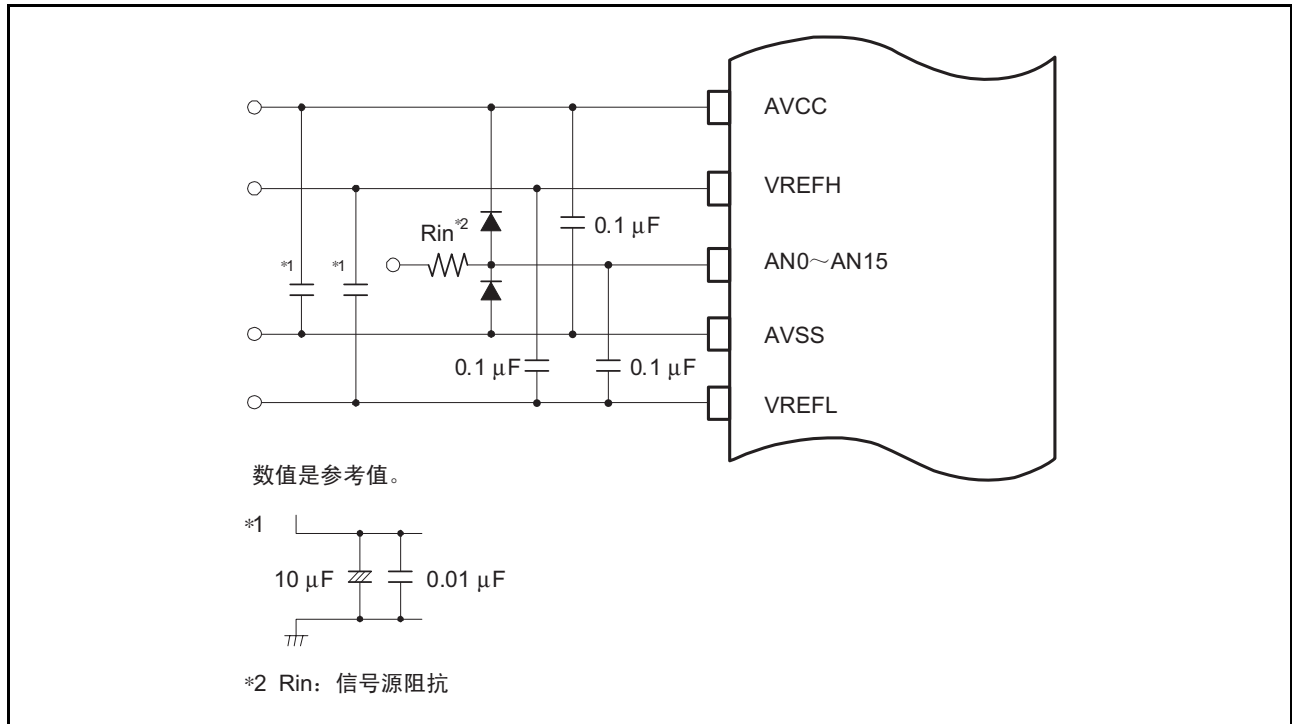 AVCC
VREFH
Rin*2
0.1 μF
*1
*1
AN0～AN15
AVSS
0.1 μF
0.1 μF
VREFL
数值是参考值。
*1
10 μF
0.01 μF
*2 Rin：信号源阻抗